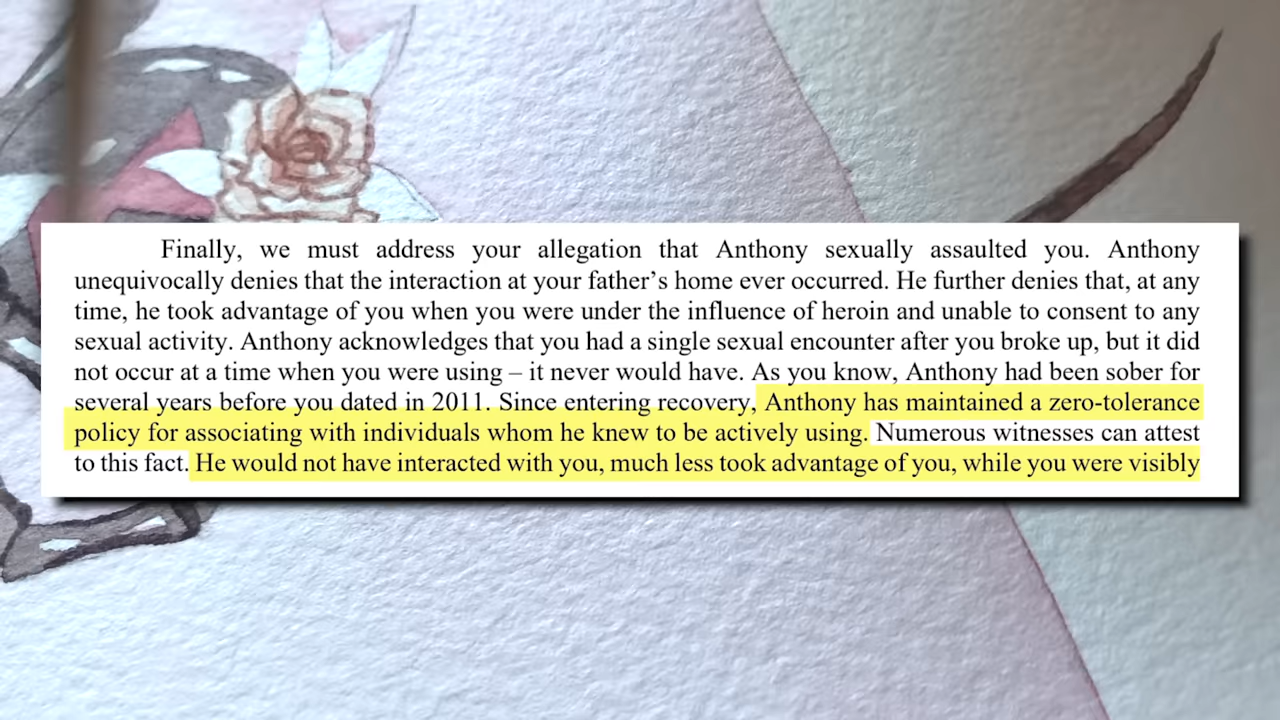 Finally, we must address your allegation that Anthony sexually assaulted you. Anthony
unequivocally denies that the interaction at your father’s home ever occurred. He further denies that, at any
time, he took advantage of you when you were under the influence of heroin and unable to consent to any
sexual activity. Anthony acknowledges that you had a single sexual encounter after you broke up, but it did
not occur at a time when you were using – it never would have. As you know, Anthony had been sober for
several years before you dated in 2011. Since entering recovery, Anthony has maintained a zero-tolerance
policy for associating with individuals whom he knew to be actively using. Numerous witnesses can attest
to this fact. He would not have interacted with you, much less took advantage of you, while you were visibly